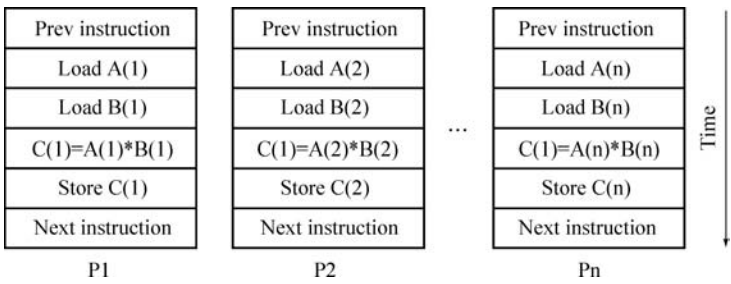 Prev instruction
Load A(1)
Load B(1)
C(1)=A(1)*B(1)
Store C(1)
Next instruction
P1
Prev instruction
Load A(2)
Load B(2)
C(1)=A(2)*B(2)
Store C(2)
Next instruction
P2
...
Prev instruction
Load A(n)
Load B(n)
C(1)=A(n)*B(n)
Store C(n)
Next instruction
Pn
Time